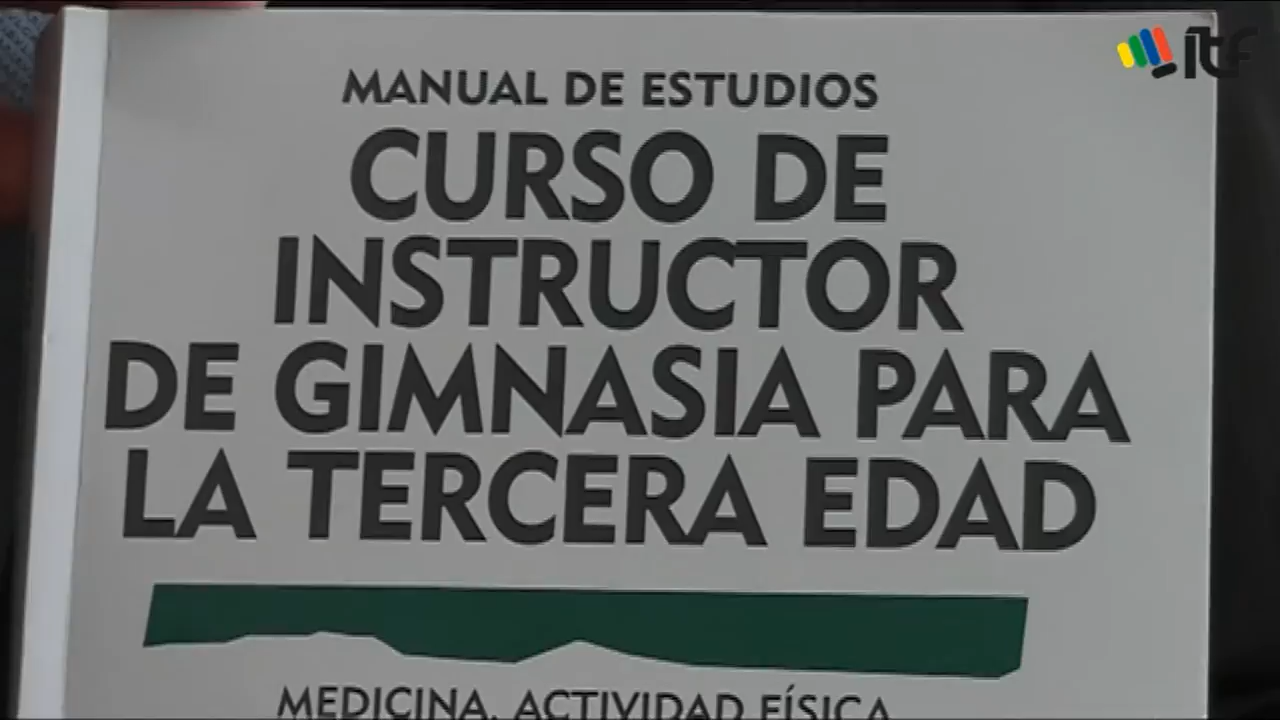 itf
MANUAL DE ESTUDIOS
CURSO DE
INSTRUCTOR
DE GIMNASIA PARA
LA TERCERA EDAD
MEDICINA, ACTIVIDAD FÍSICA